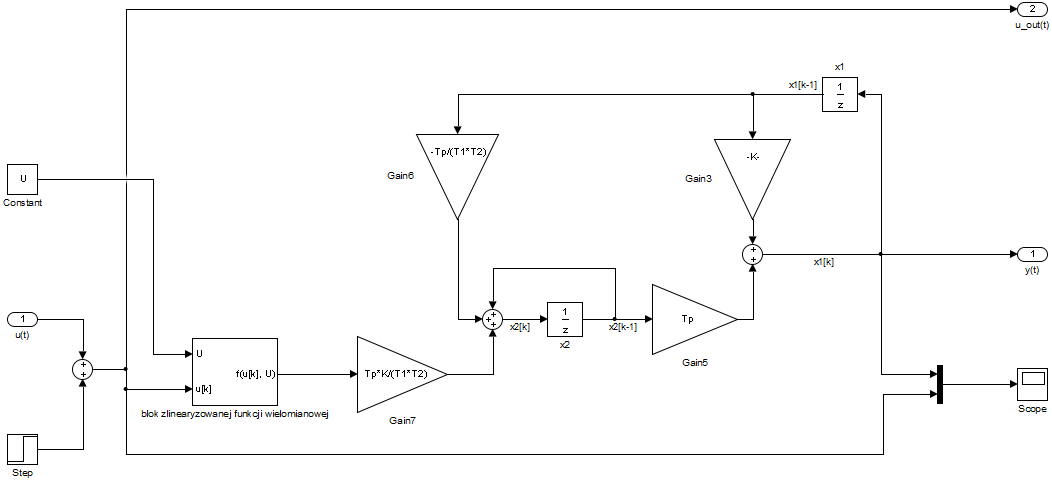 2
u_out(t)
x1
x1[k-1]
1
z
-Tp/(T1*T2)
-K-
Gain6
Gain3
U
Constant
+
+
x1[k]
1
y(t)
1
u(t)
+
+
+
x2[k]
1
z
x2[k-1]
x2
Tp
Gain5
+
+
U
f(u[k], U)
u[k]
blok zlinearyzowanej funkcji wielomianowej
Tp*K/(T1*T2)
Gain7
Scope
Step